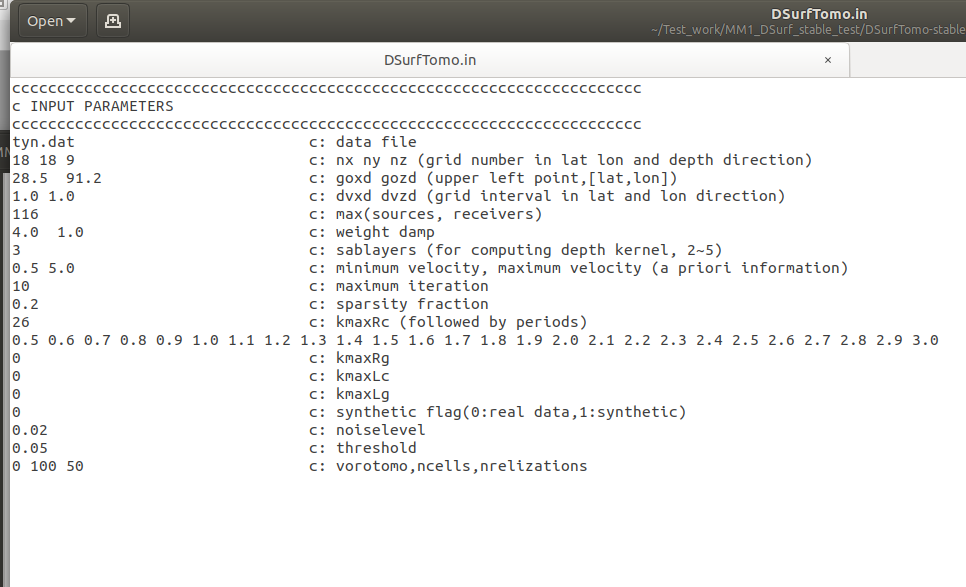 Open
DSurfTomo.in
~/Test_work/MM1_DSurf_stable_test/DSurfTomo-stable
DSurfTomo.in ×
cccccccccccccccccccccccccccccccccccccccccccccccccccccccccccccccccccccc
c INPUT PARAMETERS
cccccccccccccccccccccccccccccccccccccccccccccccccccccccccccccccccccccc
tyn.dat c: data file
18 18 9 c: nx ny nz (grid number in lat lon and depth direction)
28.5 91.2 c: goxd gozd (upper left point,[lat,lon])
1.0 1.0 c: dvxd dvzd (grid interval in lat and lon direction)
116 c: max(sources, receivers)
4.0 1.0 c: weight damp
3 c: sablayers (for computing depth kernel, 2~5)
0.5 5.0 c: minimum velocity, maximum velocity (a priori information)
10 c: maximum iteration
0.2 c: sparsity fraction
26 c: kmaxRc (followed by periods)
0.5 0.6 0.7 0.8 0.9 1.0 1.1 1.2 1.3 1.4 1.5 1.6 1.7 1.8 1.9 2.0 2.1 2.2 2.3 2.4 2.5 2.6 2.7 2.8 2.9 3.0
0 c: kmaxRg
0 c: kmaxLc
0 c: kmaxLg
0 c: synthetic flag(0:real data,1:synthetic)
0.02 c: noiselevel
0.05 c: threshold
0 100 50 c: vorotomo,ncells,nrelizations